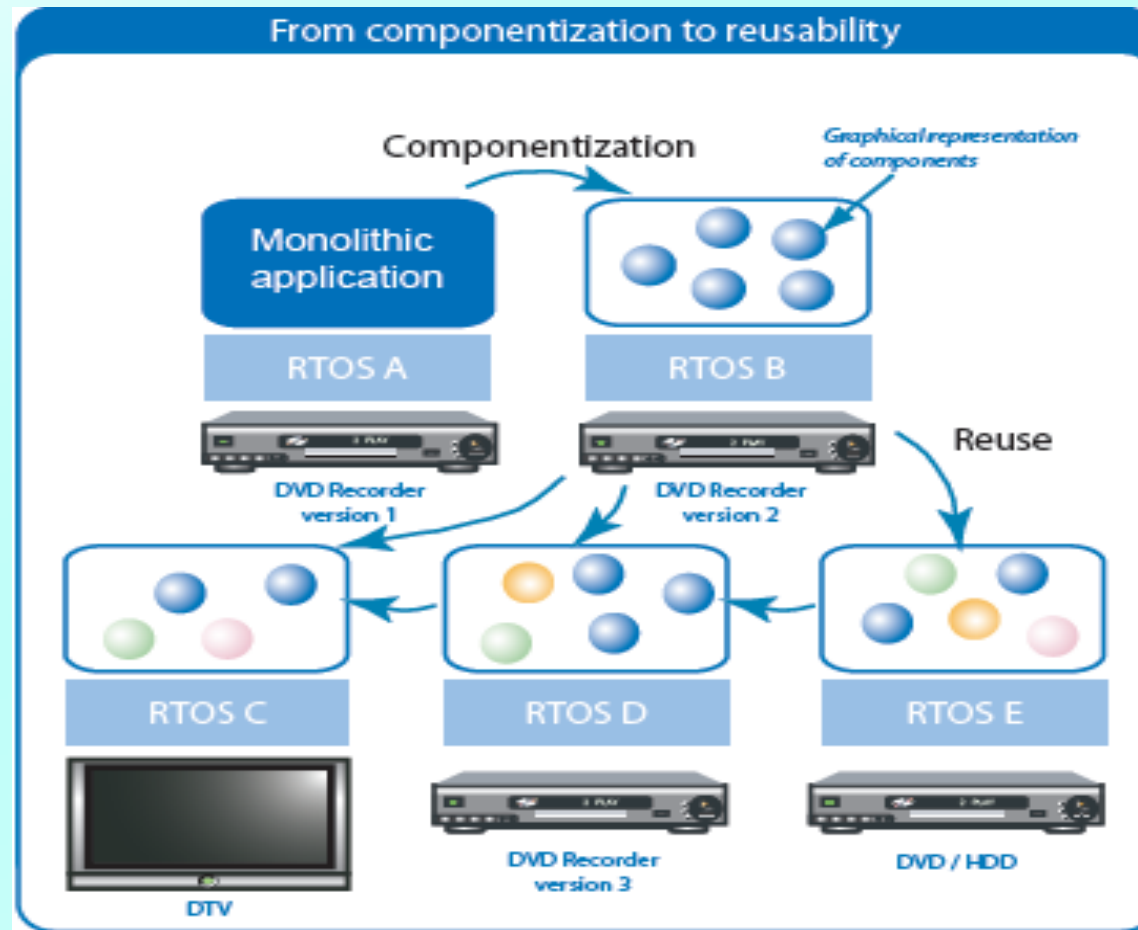 From componentization to reusability
Componentization
Graphical representation
of components
Monolithic
application
RTOS A
RTOS B
DVD Recorder
version 1
DVD Recorder
version 2
Reuse
RTOS C
RTOS D
RTOS E
DTV
DVD Recorder
version 3
DVD / HDD